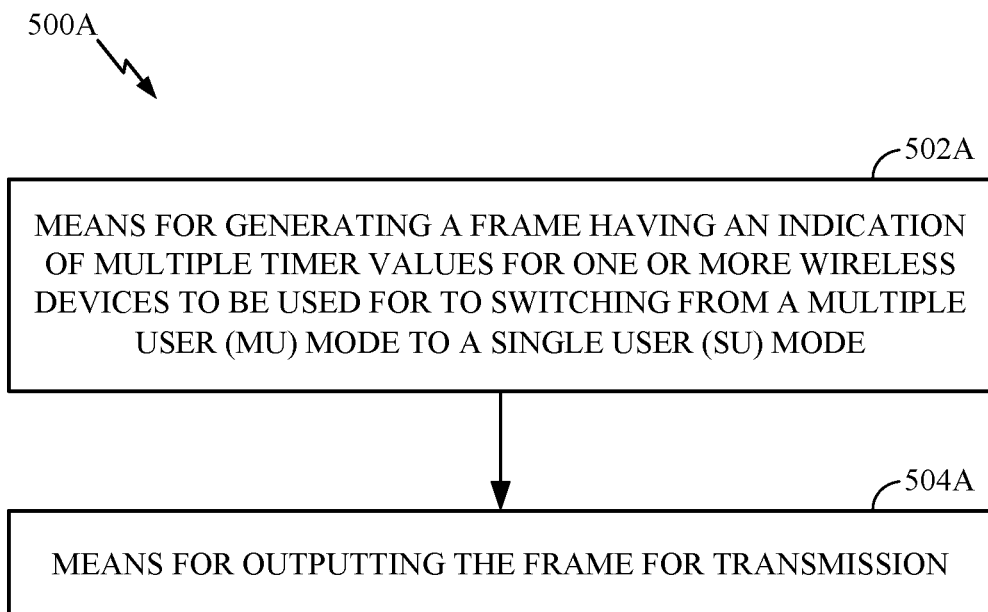 500A
502A
MEANS FOR GENERATING A FRAME HAVING AN INDICATION
OF MULTIPLE TIMER VALUES FOR ONE OR MORE WIRELESS
DEVICES TO BE USED FOR TO SWITCHING FROM A MULTIPLE
USER (MU) MODE TO A SINGLE USER (SU) MODE
504A
MEANS FOR OUTPUTTING THE FRAME FOR TRANSMISSION